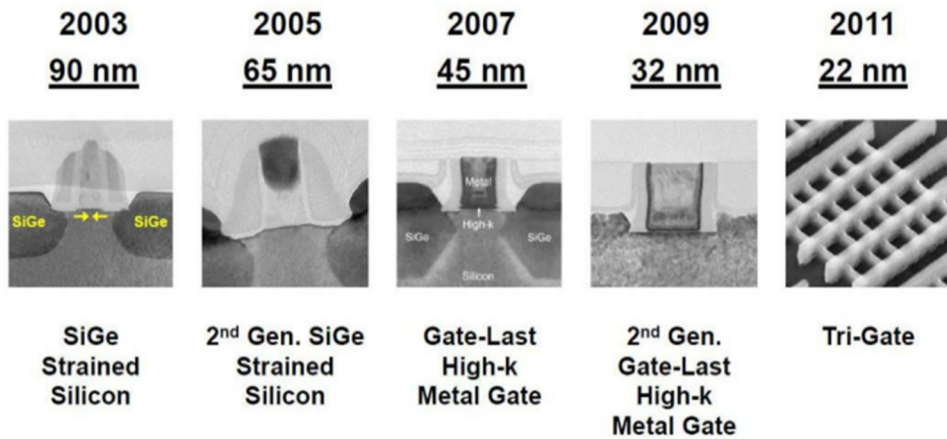 2003
90 nm
2005
65 nm
2007
45 nm
2009
32 nm
2011
22 nm
SiGe
SiGe
Metal
High-k
SiGe
SiGe
Silicon
SiGe
Strained
Silicon
2nd Gen. SiGe
Strained
Silicon
Gate-Last
High-k
Metal Gate
2nd Gen.
Gate-Last
High-k
Metal Gate
Tri-Gate